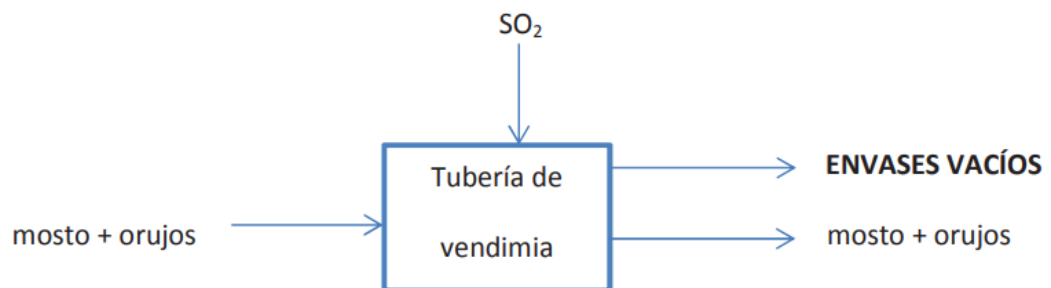 SO₂
Tubería de
vendimia
ENVASES VACÍOS
mosto + orujos
mosto + orujos